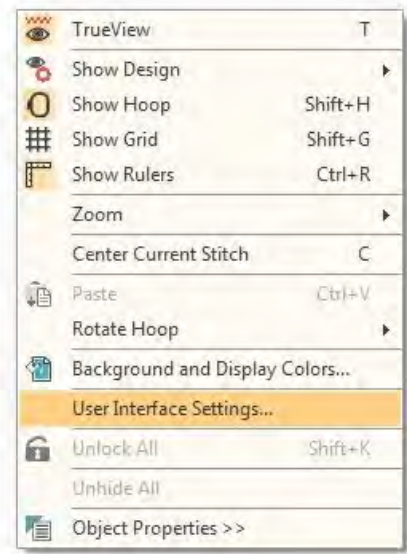 TrueView T
Show Design
Show Hoop Shift+H
Show Grid Shift+G
Show Rulers Ctrl+R
Zoom
Center Current Stitch C
Paste Ctrl+V
Rotate Hoop
Background and Display Colors...
User Interface Settings...
Unlock All Shift+K
Unhide All
Object Properties >>